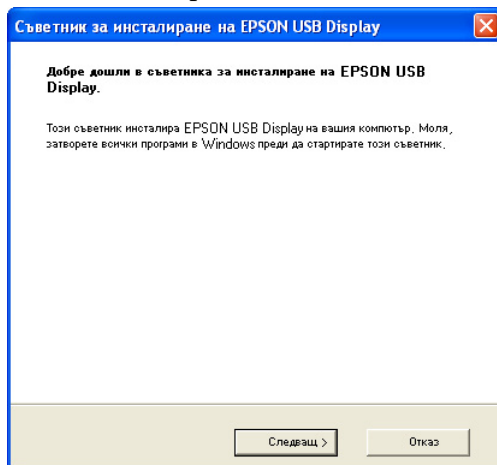 Съветник за инсталиране на EPSON USB Display
Добре дошли в съветника за инсталиране на EPSON USB
Display.
Този съветник инсталира EPSON USB Display на вашия компютър. Моля,
затворете всички програми в Windows преди да стартирате този съветник.
Следващ >
Отказ